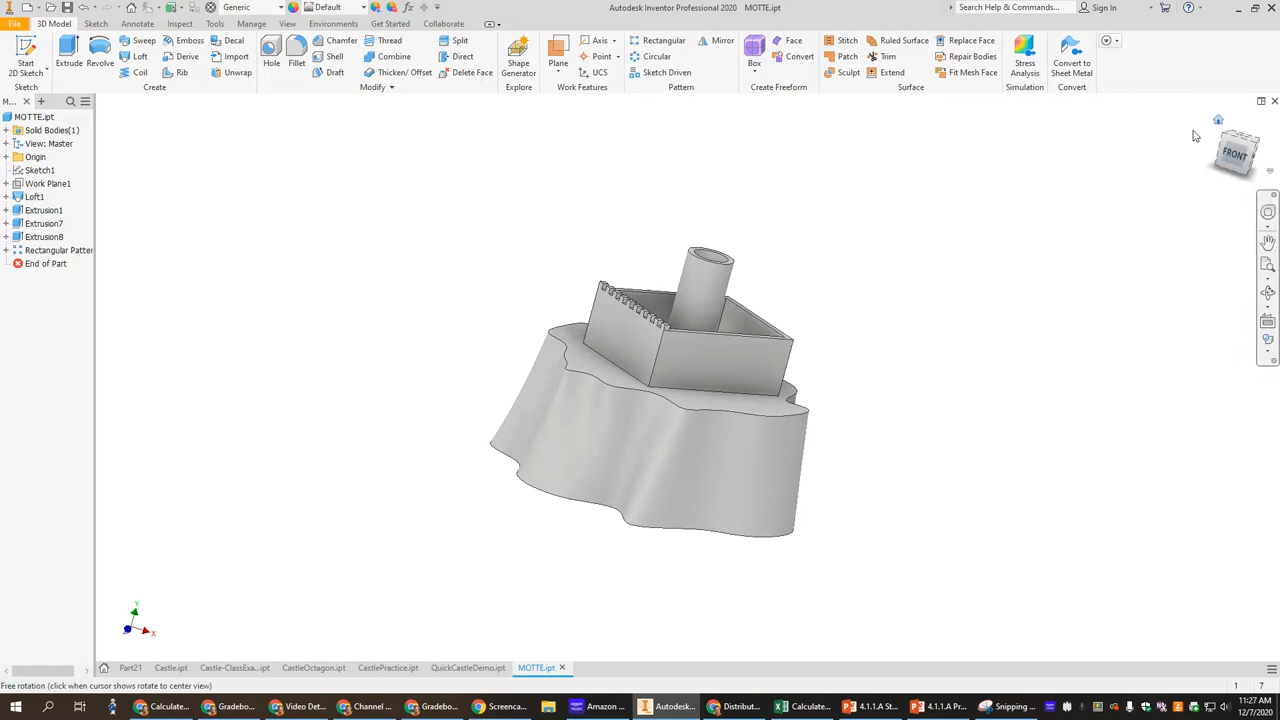 Generic
Default
Autodesk Inventor Professional 2020 MOTTE.ipt
Search Help & Commands...
Sign In
File
3D Model
Sketch
Annotate
Inspect
Tools
Manage
View
Environments
Get Started
Collaborate
Start
2D Sketch
Sketch
Extrude
Revolve
Sweep
Emboss
Decal
Loft
Derive
Import
Coil
Rib
Unwrap
Create
Hole
Fillet
Chamfer
Thread
Split
Shell
Combine
Direct
Draft
Thicken/ Offset
Delete Face
Modify
Shape
Generator
Explore
Plane
Axis
Point
UCS
Work Features
Rectangular
Mirror
Circular
Sketch Driven
Pattern
Box
Face
Convert
Create Freeform
Stitch
Ruled Surface
Replace Face
Patch
Trim
Repair Bodies
Sculpt
Extend
Fit Mesh Face
Surface
Stress
Analysis
Simulation
Convert to
Sheet Metal
Convert
M...
MOTTE.ipt
Solid Bodies(1)
View: Master
Origin
Sketch1
Work Plane1
Loft1
Extrusion1
Extrusion7
Extrusion8
Rectangular Patter
End of Part
FRONT
Y
X
Z
Part21
Castle.ipt
Castle-ClassExa...ipt
CastleOctagon.ipt
CastlePractice.ipt
QuickCastleDemo.ipt
MOTTE.ipt
Free rotation (click when cursor shows rotate to center view)
1
7
Calculate...
Gradebo...
Video Det...
Channel ...
Gradebo...
Screenca...
Amazon ...
Autodesk...
Distribut...
Calculate...
4.1.1.A St...
4.1.1.A Pr...
Snipping ...
11:27 AM
12/7/2020